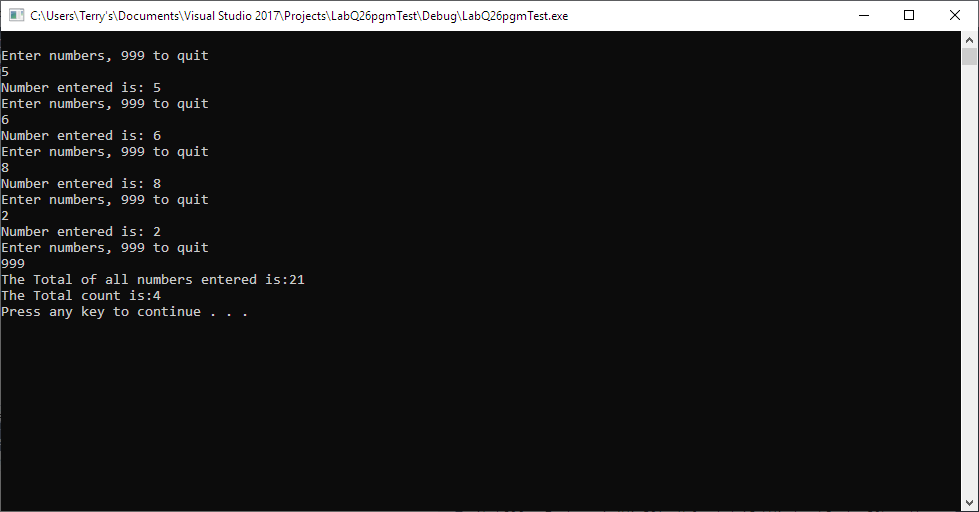 C:\Users\Terry's\Documents\Visual Studio 2017\Projects\LabQ26pgmTest\Debug\LabQ26pgmTest.exe
Enter numbers, 999 to quit
5
Number entered is: 5
Enter numbers, 999 to quit
6
Number entered is: 6
Enter numbers, 999 to quit
8
Number entered is: 8
Enter numbers, 999 to quit
2
Number entered is: 2
Enter numbers, 999 to quit
999
The Total of all numbers entered is:21
The Total count is:4
Press any key to continue . . .